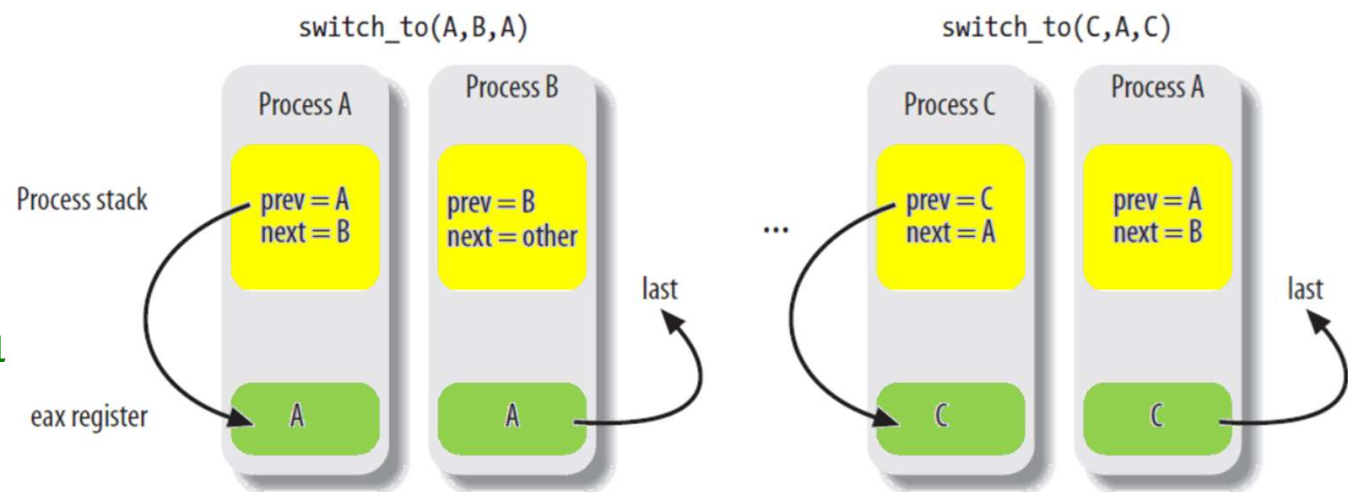 switch_to(A,B,A)
switch_to(C,A,C)
Process A
Process B
Process C
Process A
Process stack
prev = A
next = B
prev = B
next = other
...
prev = C
next = A
prev = A
next = B
last
last
eax register
A
A
C
C